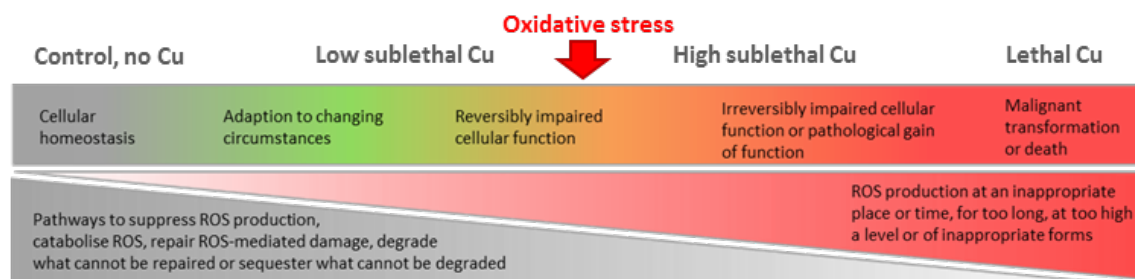 Oxidative stress
Control, no Cu
Low sublethal Cu
High sublethal Cu
Lethal Cu
Cellular
homeostasis
Adaption to changing
circumstances
Reversibly impaired
cellular function
Irreversibly impaired cellular
function or pathological gain
of function
Malignant
transformation
or death
Pathways to suppress ROS production,
catabolise ROS, repair ROS-mediated damage, degrade
what cannot be repaired or sequester what cannot be degraded
ROS production at an inappropriate
place or time, for too long, at too high
a level or of inappropriate forms